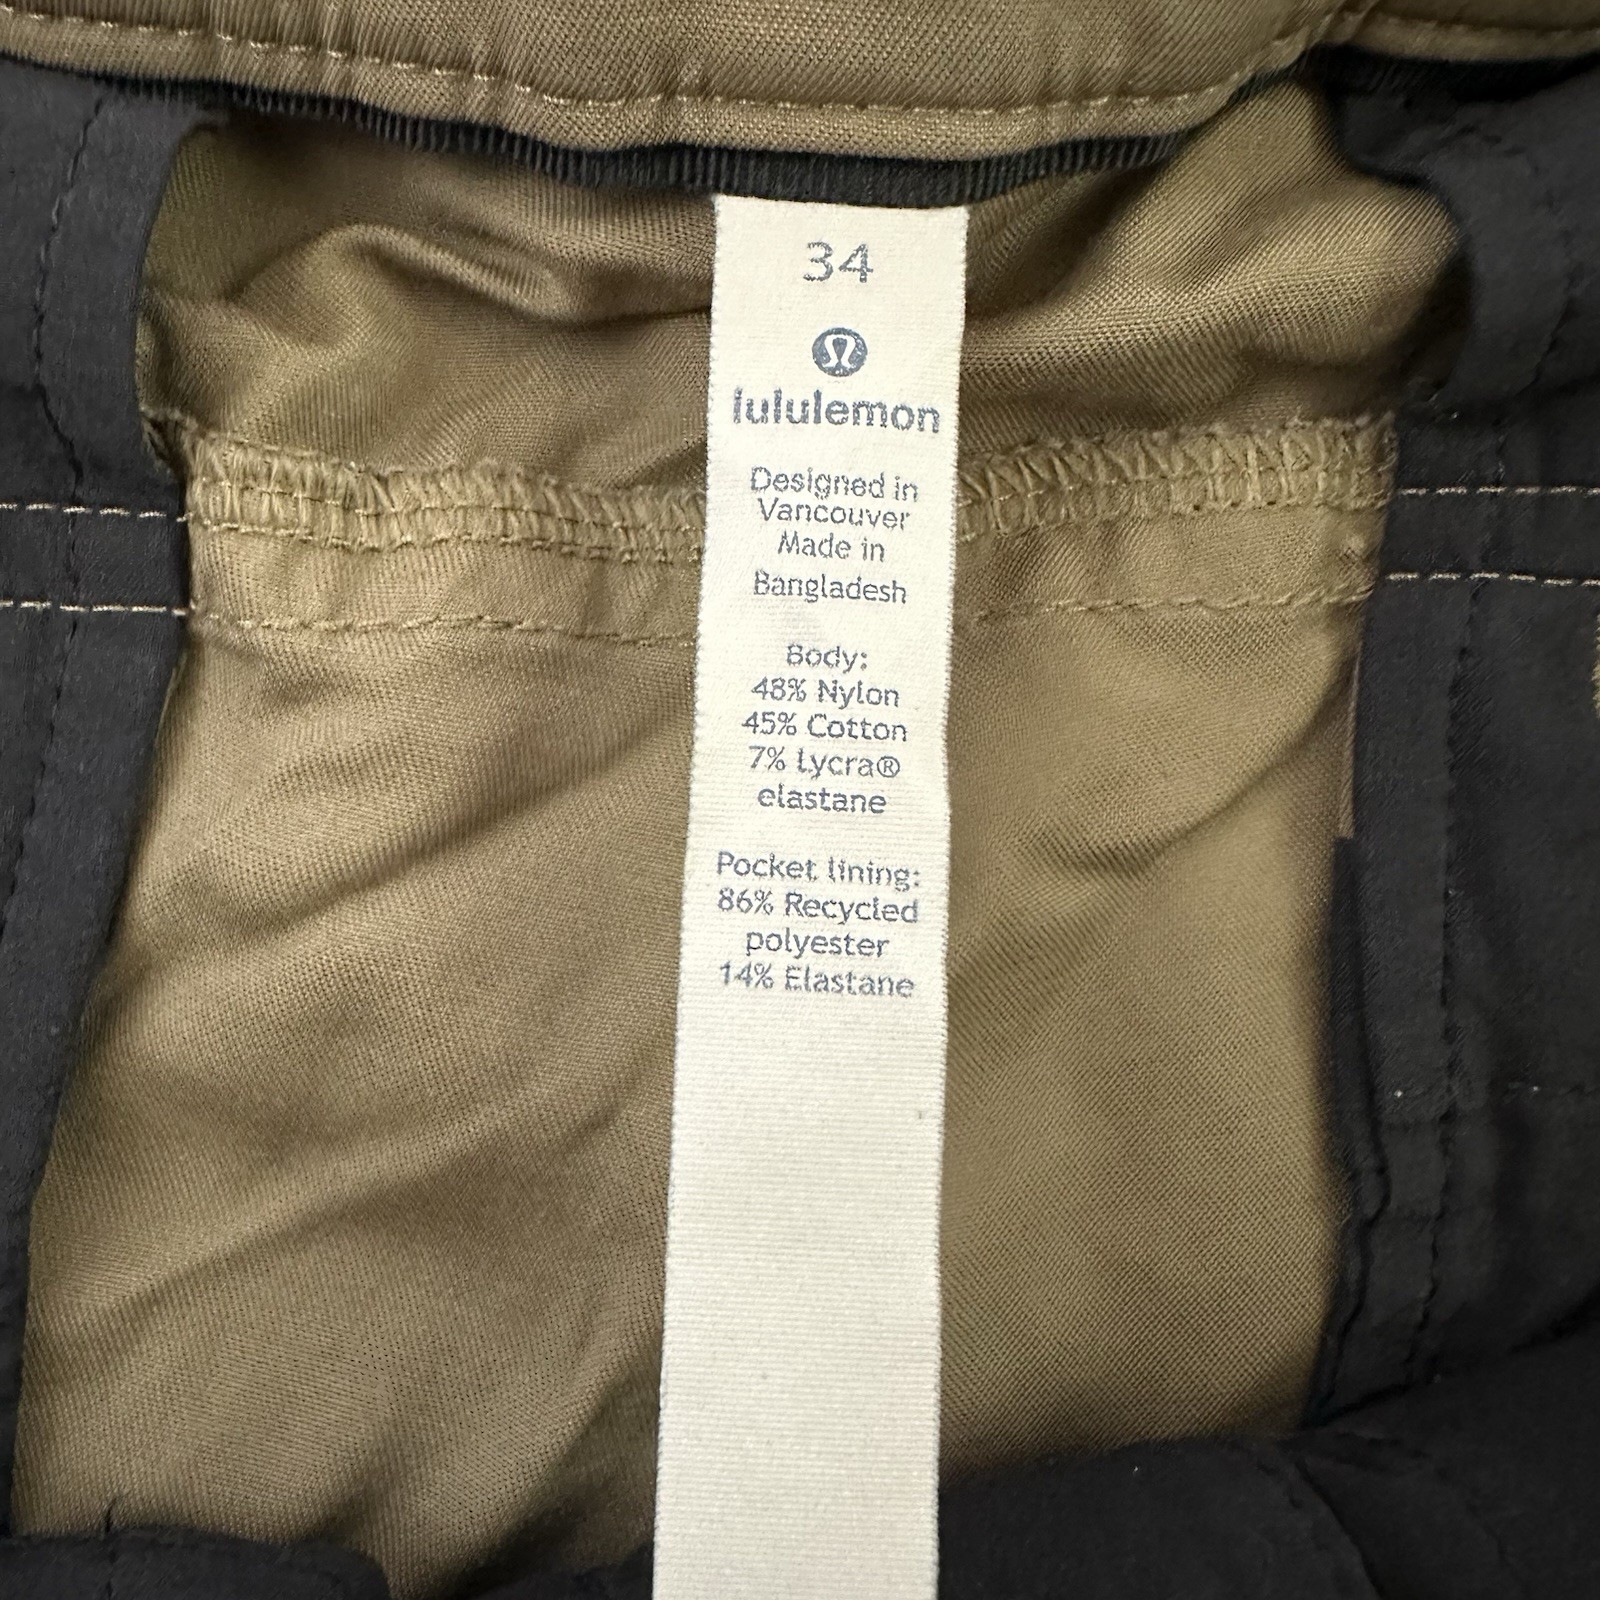 34
lululemon
Designed in
Vancouver
Made in
Bangladesh
Body:
48% Nylon
45% Cotton
7% Lycra®
elastane
Pocket lining:
86% Recycled
polyester
14% Elastane